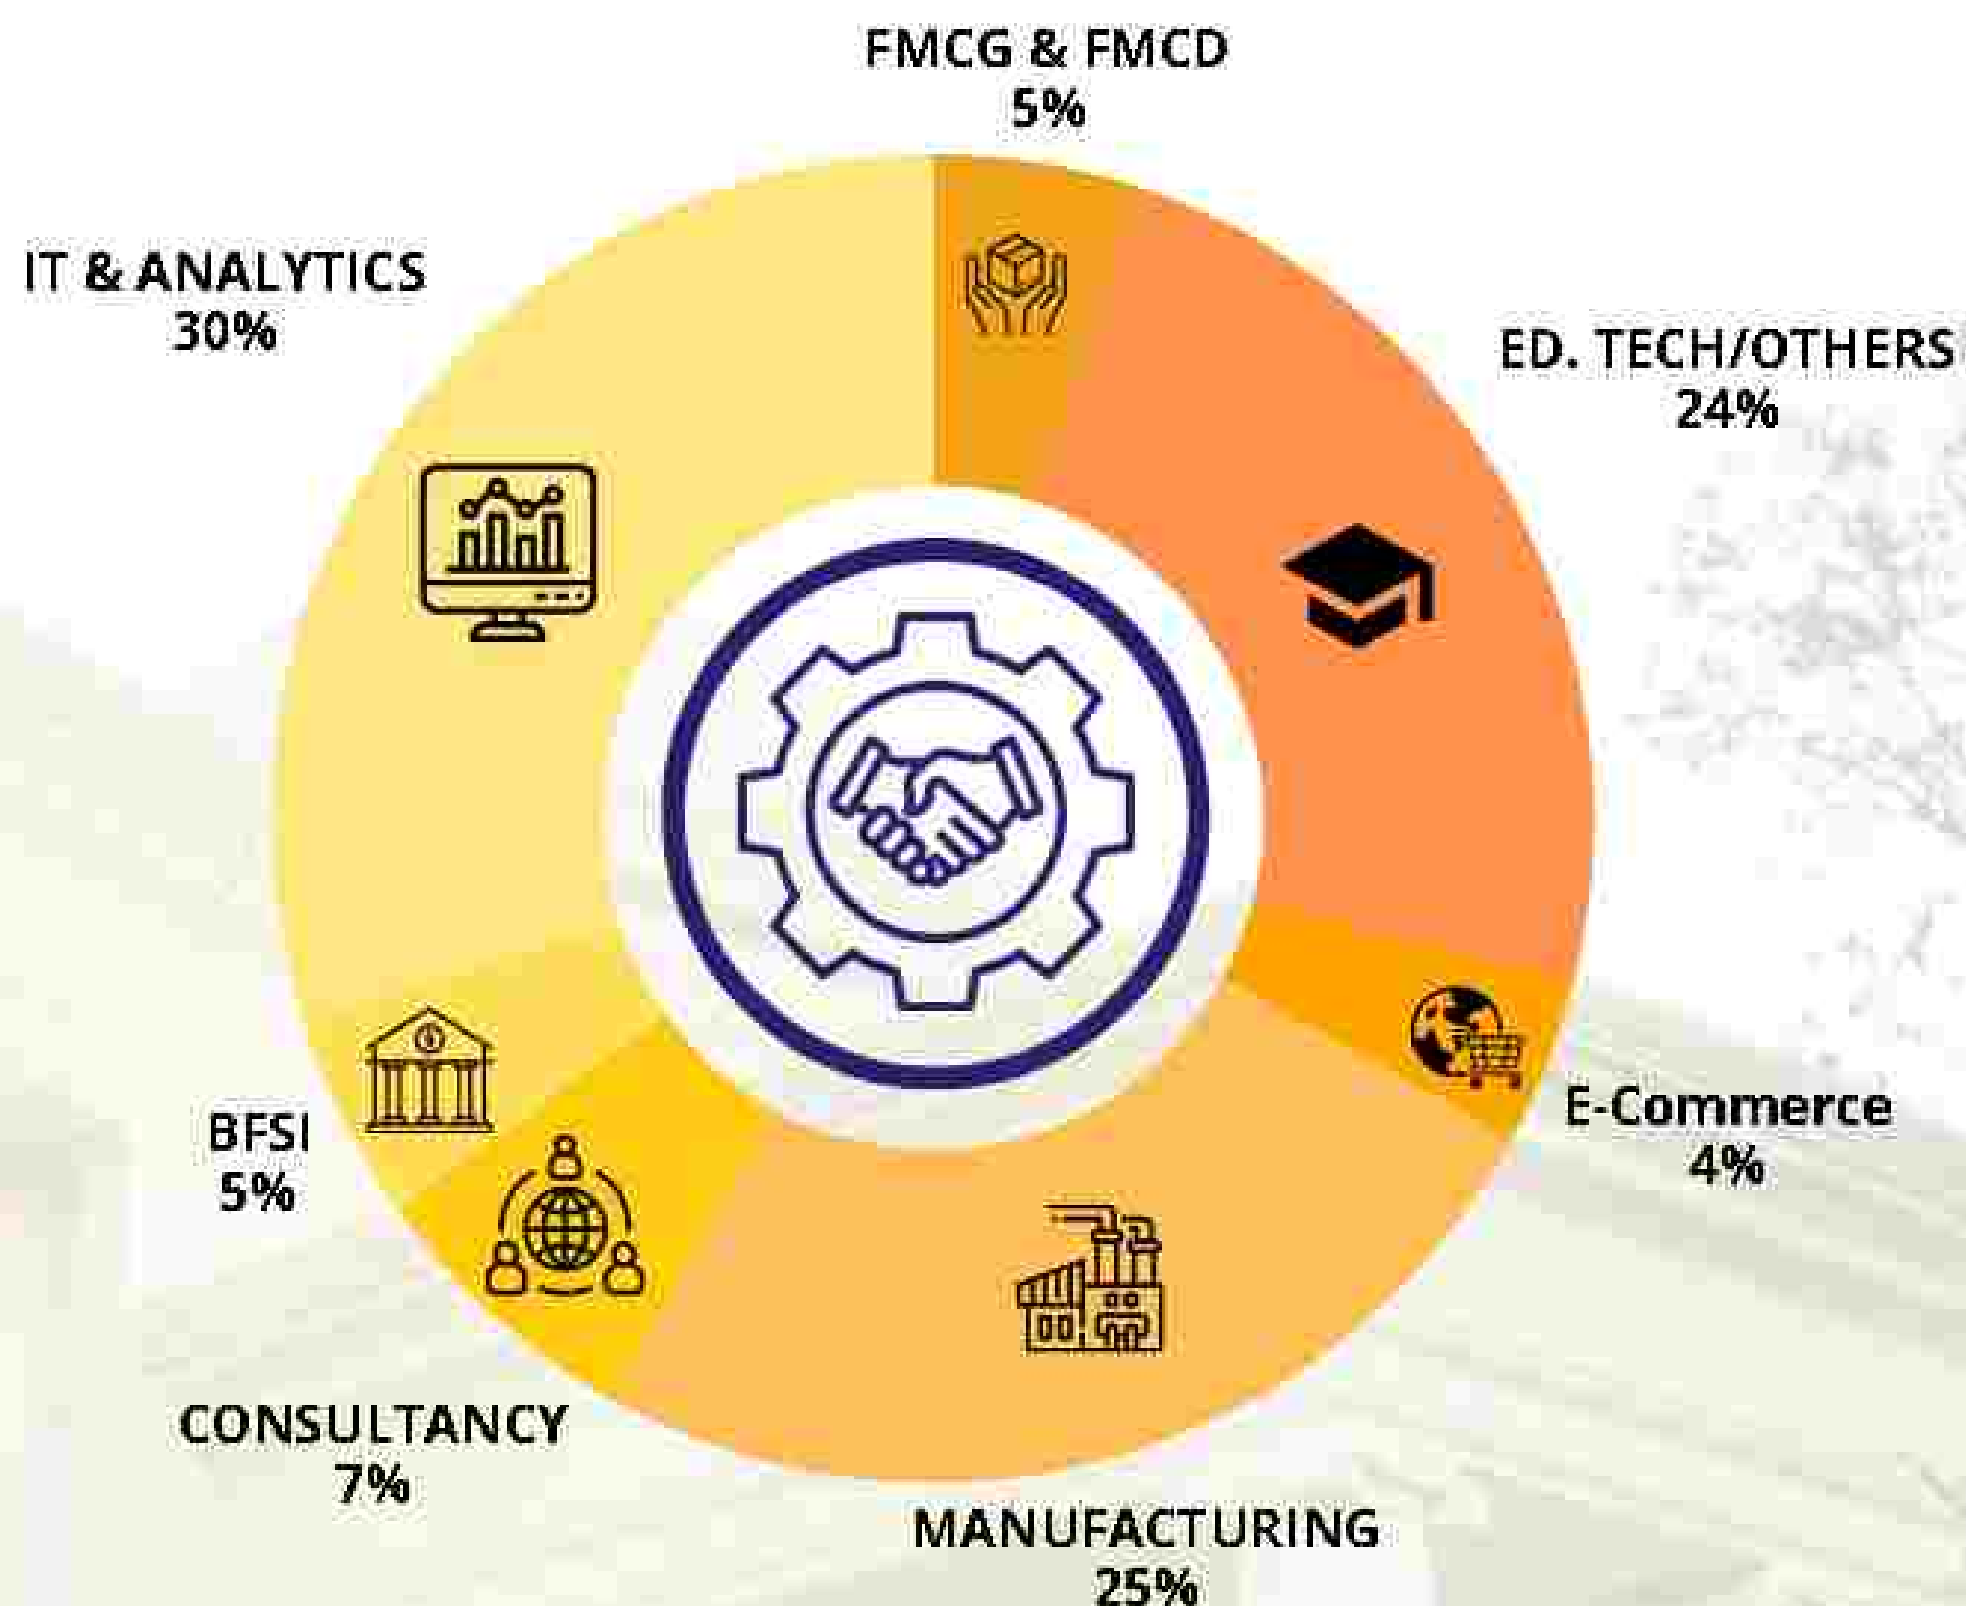 FMCG & FMCD
5%
IT & ANALYTICS
30%
ED. TECH/OTHERS
24%
E-Commerce
4%
BFSI
5%
CONSULTANCY
7%
MANUFACTURING
25%